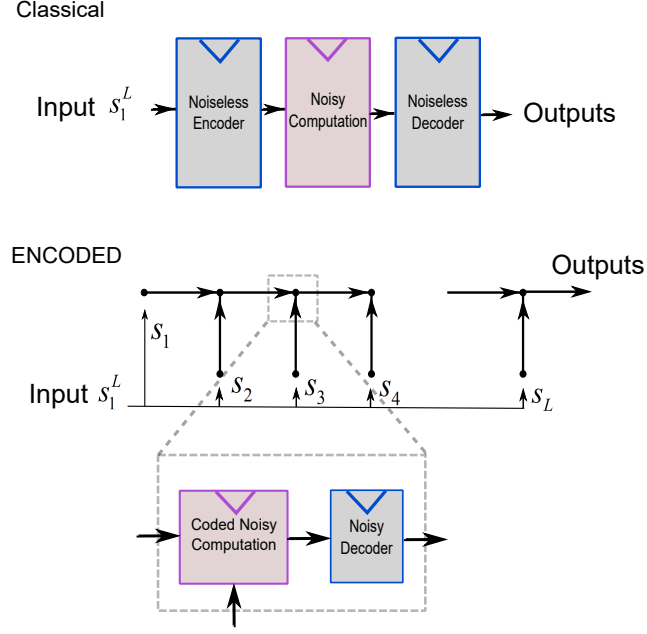 Classical
Input s_1^L
Noiseless
Encoder
Noisy
Computation
Noiseless
Decoder
Outputs
ENCODED
Outputs
s_1
Input s_1^L
s_2
s_3
s_4
s_L
Coded Noisy
Computation
Noisy
Decoder